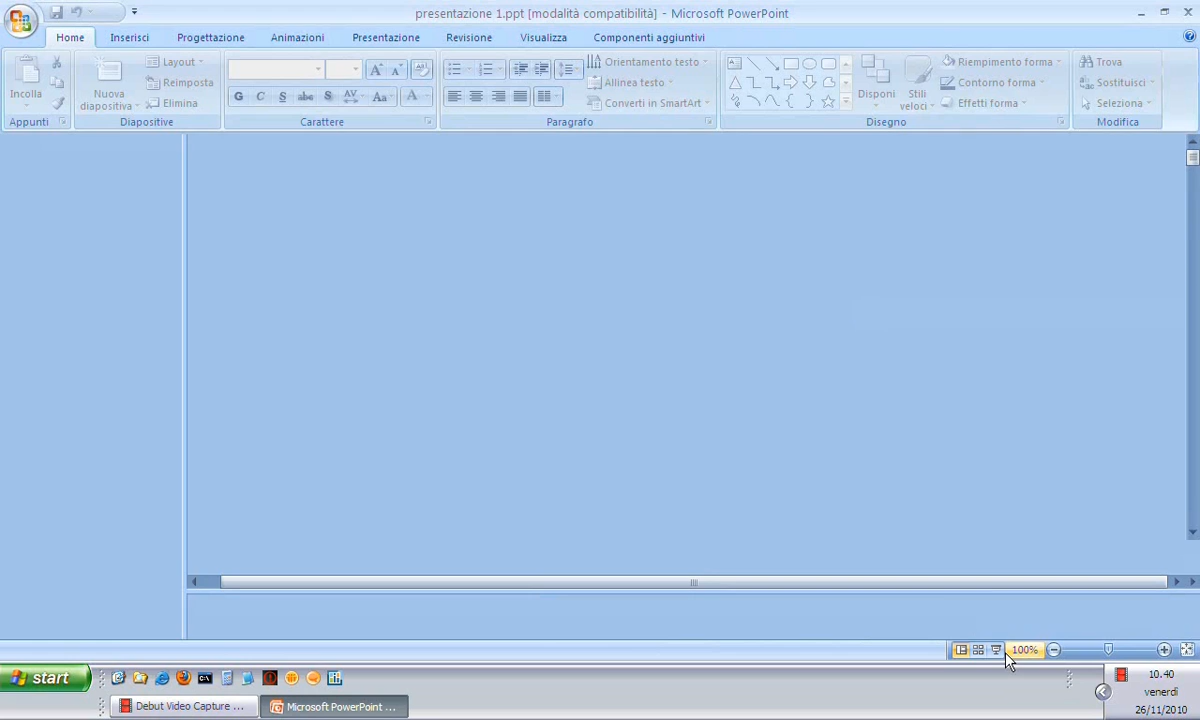 presentazione 1.ppt [modalità compatibilità] - Microsoft PowerPoint
Home Inserisci Progettazione Animazioni Presentazione Revisione Visualizza Componenti aggiuntivi
Incolla
Nuova diapositiva
Layout
Reimposta
Elimina
G C S abc S AV Aa A
Orientamento testo
Allinea testo
Converti in SmartArt
Disponi
Stili veloci
Riempimento forma
Contorno forma
Effetti forma
Trova
Sostituisci
Seleziona
Appunti Diapositive Carattere Paragrafo Disegno Modifica
100%
start
10.40
venerdì
26/11/2010
Debut Video Capture ...
Microsoft PowerPoint ...